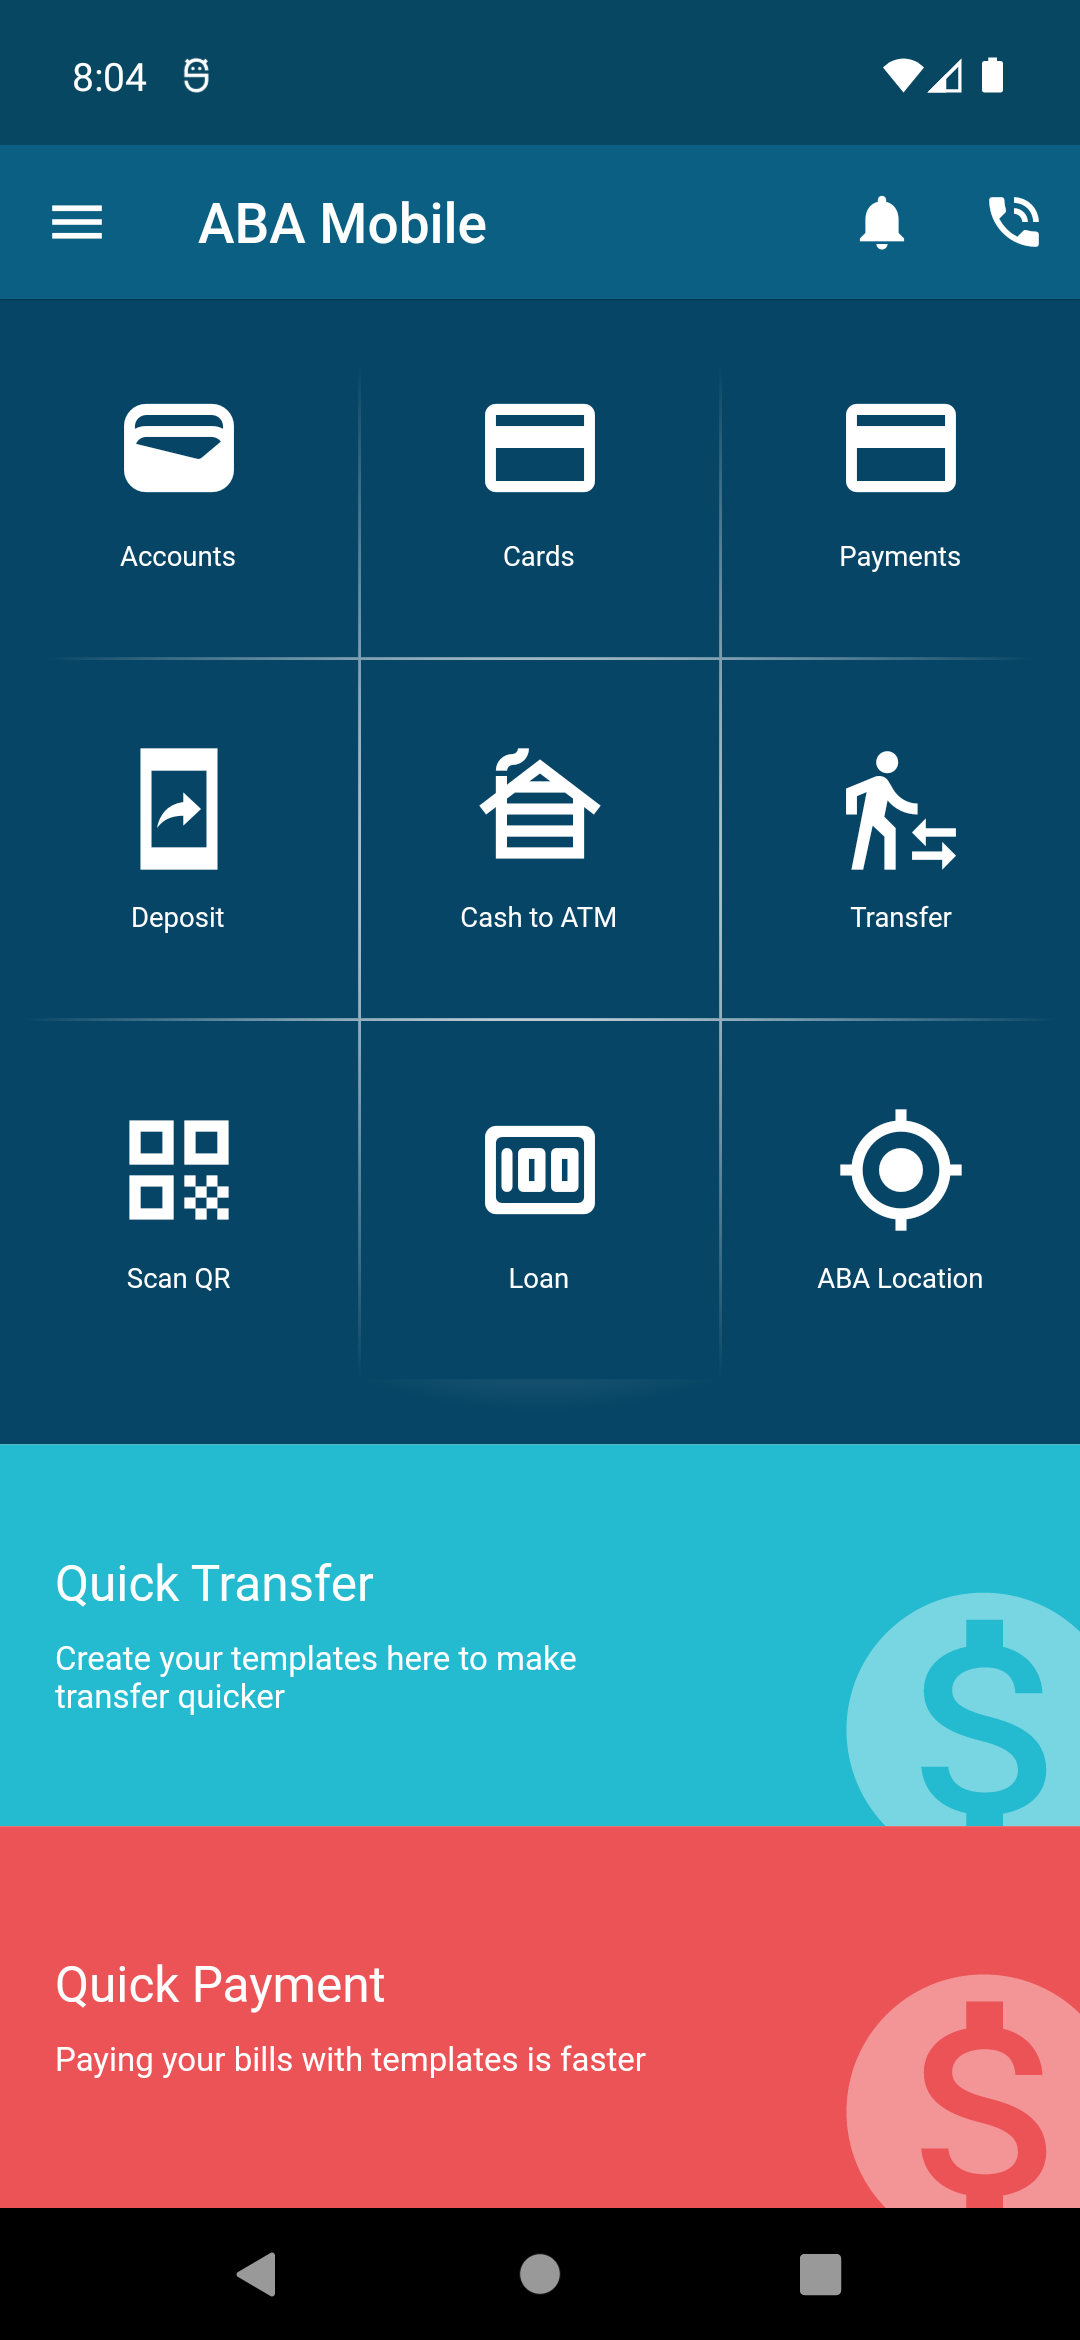 8:04
ABA Mobile
Accounts
Cards
Payments
Deposit
Cash to ATM
Transfer
Scan QR
Loan
ABA Location
Quick Transfer
Create your templates here to make
transfer quicker
Quick Payment
Paying your bills with templates is faster